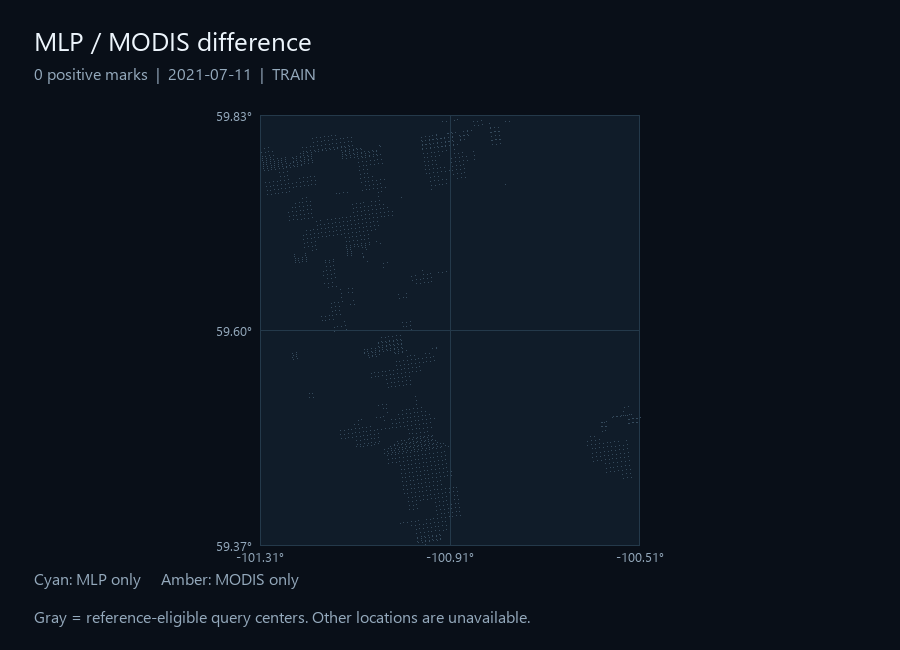 MLP / MODIS difference
0 positive marks | 2021-07-11 | TRAIN
59.83°
59.60°
59.37°
-101.31° -100.91° -100.51°
Cyan: MLP only Amber: MODIS only
Gray = reference-eligible query centers. Other locations are unavailable.